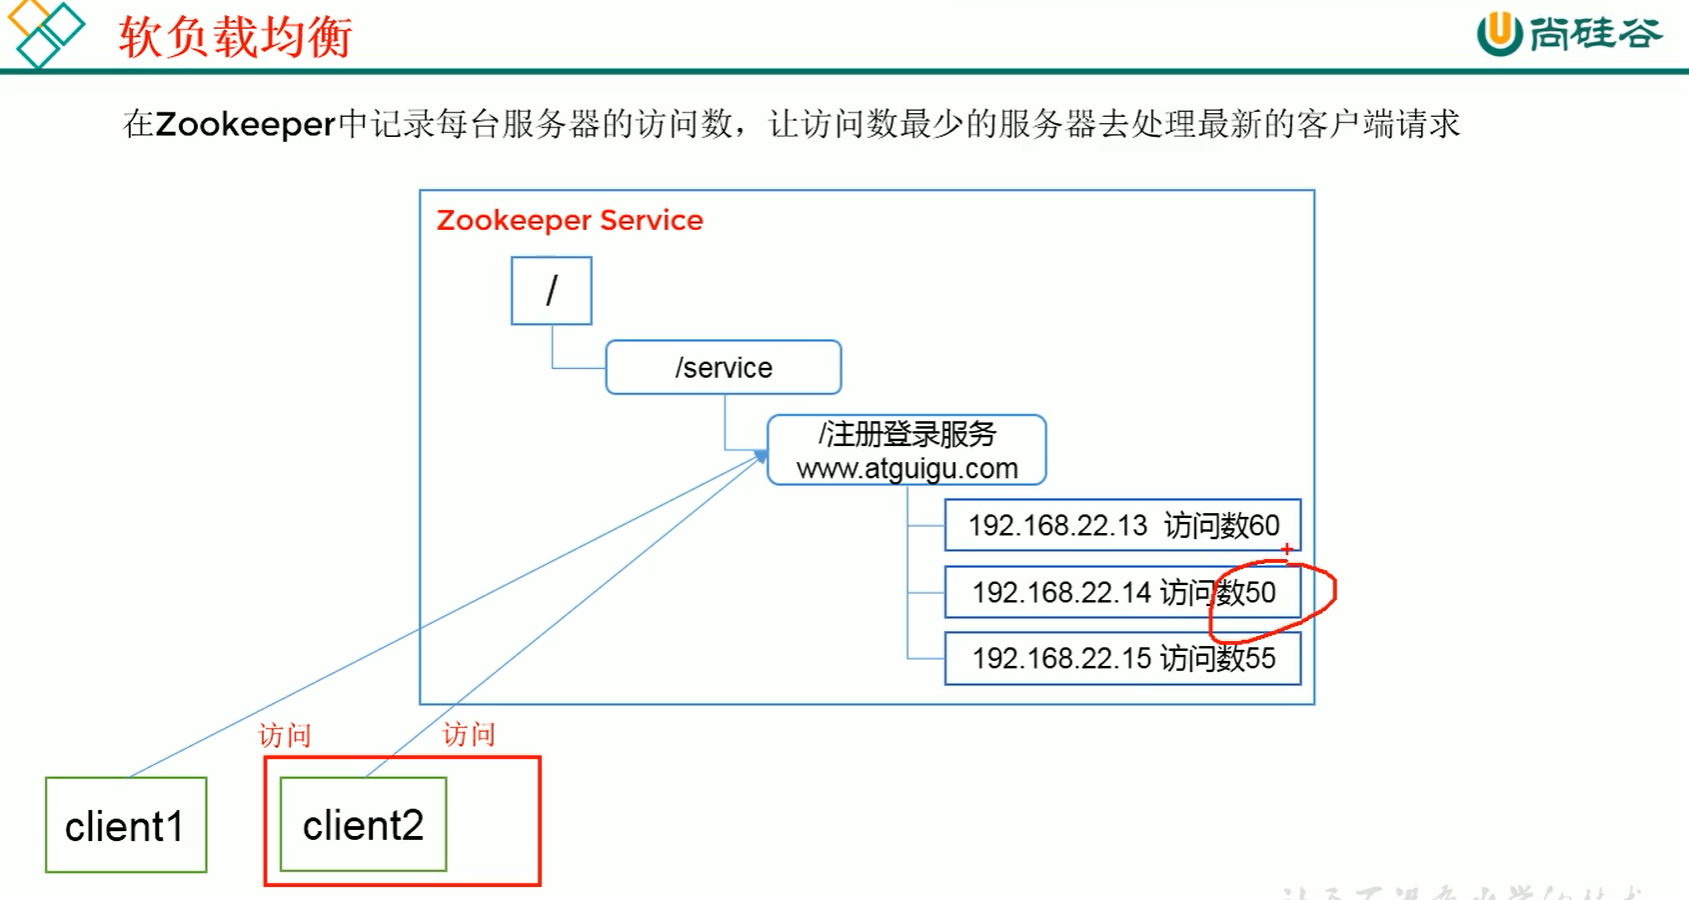 软负载均衡
尚硅谷
在Zookeeper中记录每台服务器的访问数，让访问数最少的服务器去处理最新的客户端请求
Zookeeper Service
/
/service
/注册登录服务
www.atguigu.com
192.168.22.13 访问数60
192.168.22.14 访问数50
192.168.22.15 访问数55
访问
访问
client1
client2